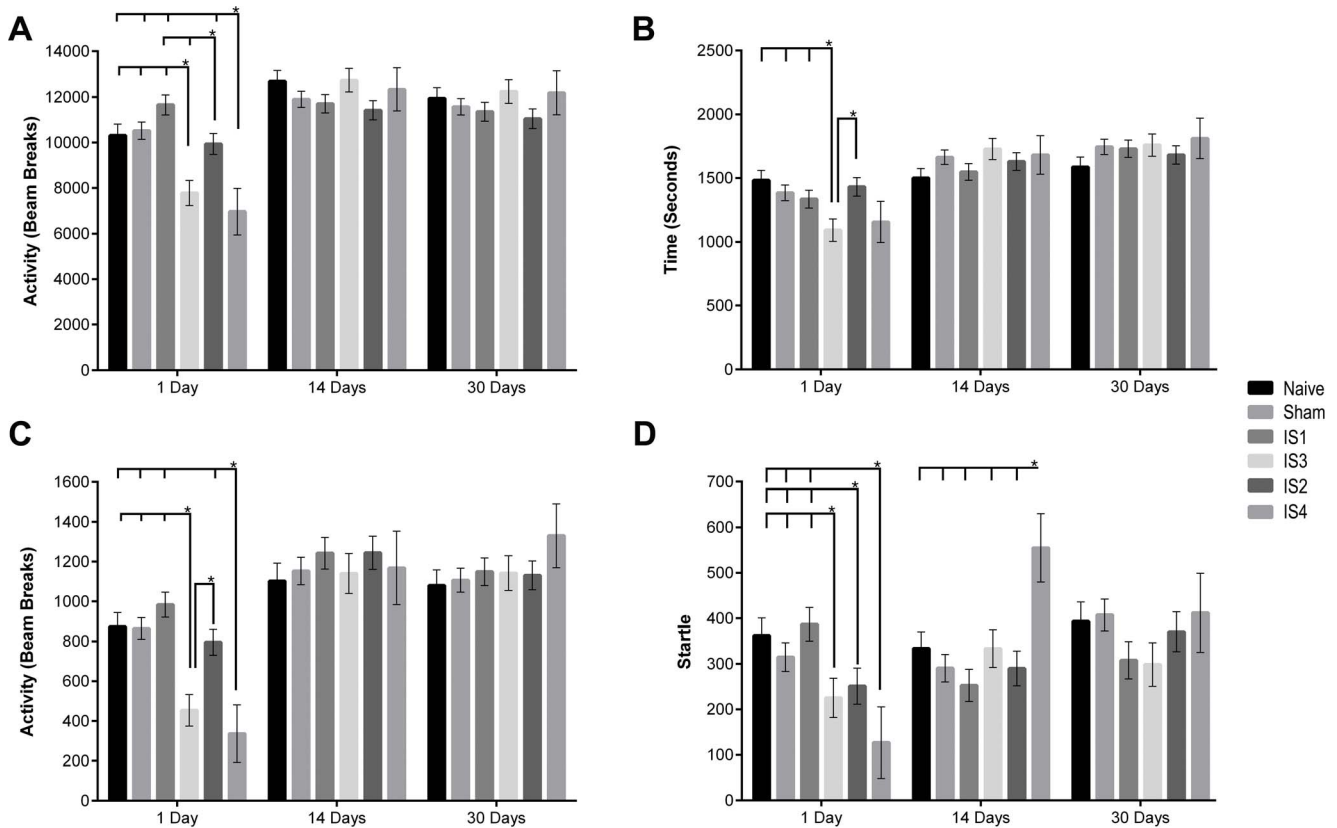 A
*
*
*
14000
12000
10000
8000
6000
4000
2000
0
Activity (Beam Breaks)
1 Day
14 Days
30 Days
B
*
*
2500
2000
1500
1000
500
0
Time (Seconds)
1 Day
14 Days
30 Days
C
*
*
*
1600
1400
1200
1000
800
600
400
200
0
Activity (Beam Breaks)
1 Day
14 Days
30 Days
D
*
*
*
*
700
600
500
400
300
200
100
0
Startle
1 Day
14 Days
30 Days
Naive
Sham
IS1
IS3
IS2
IS4